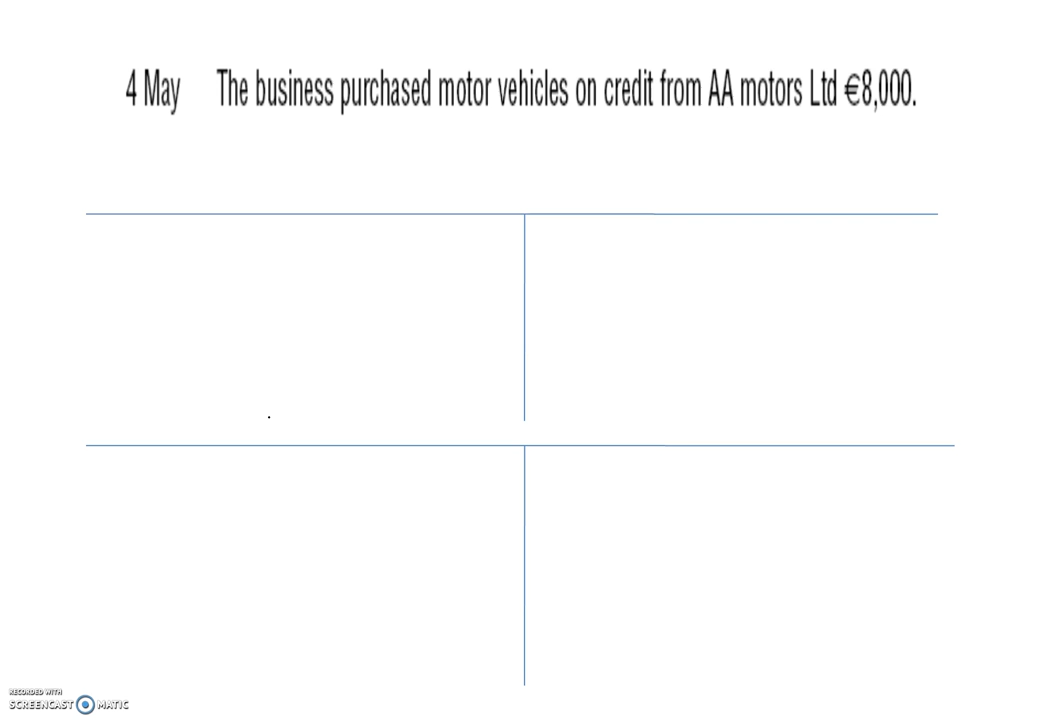 4 May The business purchased motor vehicles on credit from AA motors Ltd €8,000.
RECORDED WITH
SCREENCAST MATIC